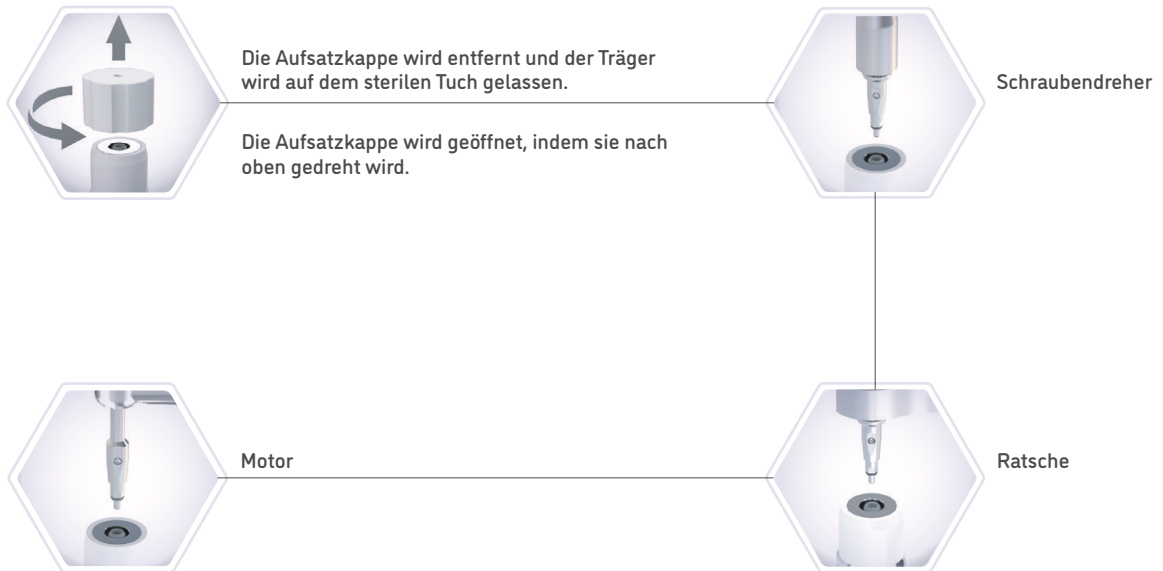 Die Aufsatzkappe wird entfernt und der Träger
wird auf dem sterilen Tuch gelassen.
Die Aufsatzkappe wird geöffnet, indem sie nach
oben gedreht wird.
Schraubendreher
Motor
Ratsche